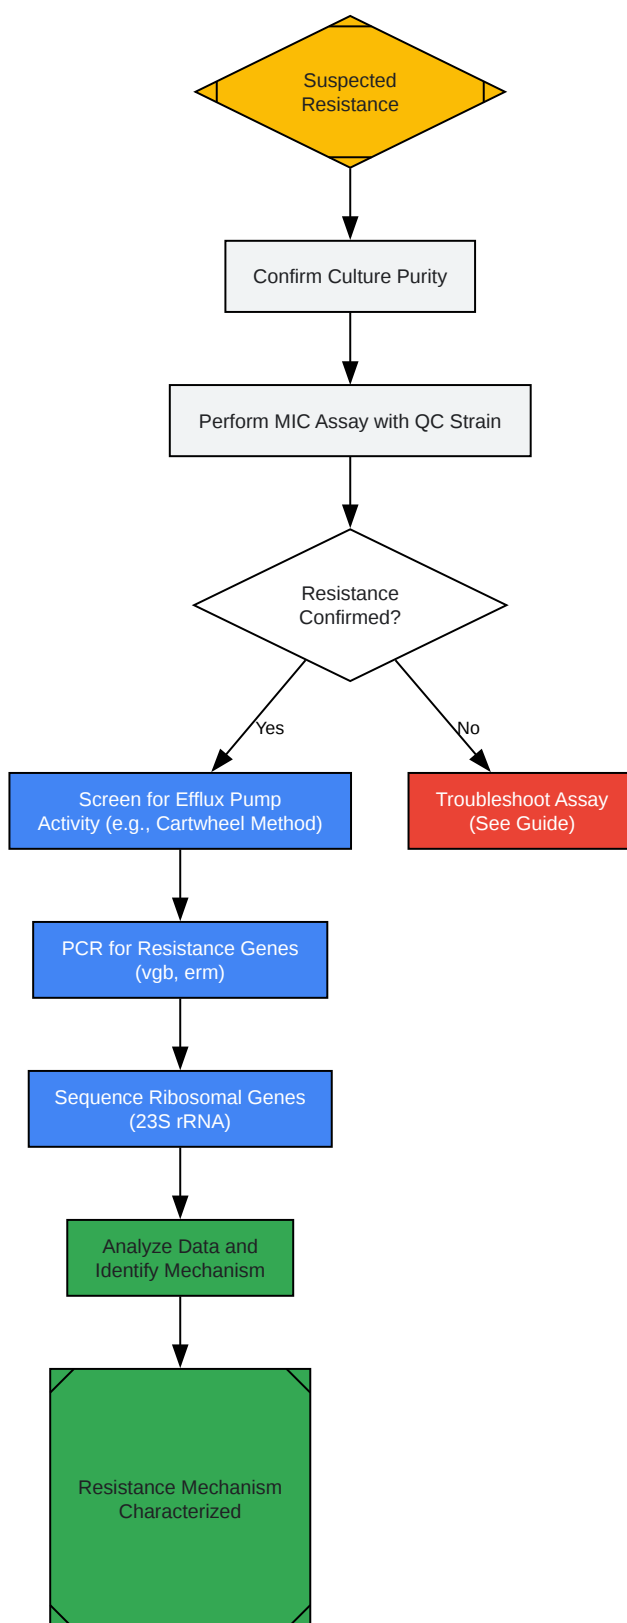 Suspected
Resistance
Confirm Culture Purity
Perform MIC Assay with QC Strain
Resistance
Confirmed?
Yes
No
Screen for Efflux Pump
Activity (e.g., Cartwheel Method)
Troubleshoot Assay
(See Guide)
PCR for Resistance Genes
(vgb, erm)
Sequence Ribosomal Genes
(23S rRNA)
Analyze Data and
Identify Mechanism
Resistance Mechanism
Characterized